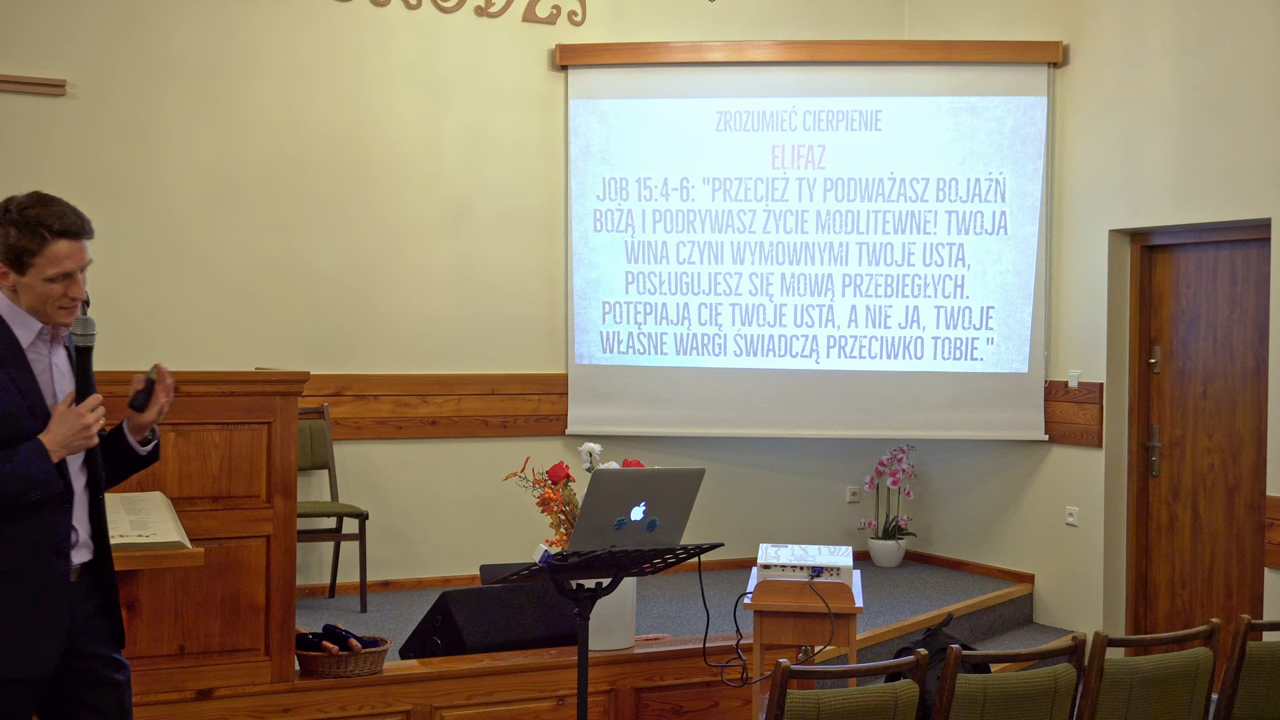 ZROZUMIEĆ CIERPIENIE
ELIFAZ
JOB 15:4-6: "PRZECIEŻ TY PODWAŻASZ BOJAŹŃ
BOŻĄ I PODRYWASZ ŻYCIE MODLITEWNE! TWOJA
WINA CZYNI WYMOWNYMI TWOJE USTA,
POSŁUGUJESZ SIĘ MOWĄ PRZEBIEGŁYCH.
POTĘPIAJĄ CIĘ TWOJE USTA, A NIE JA, TWOJE
WŁASNE WARGI ŚWIADCZĄ PRZECIWKO TOBIE."